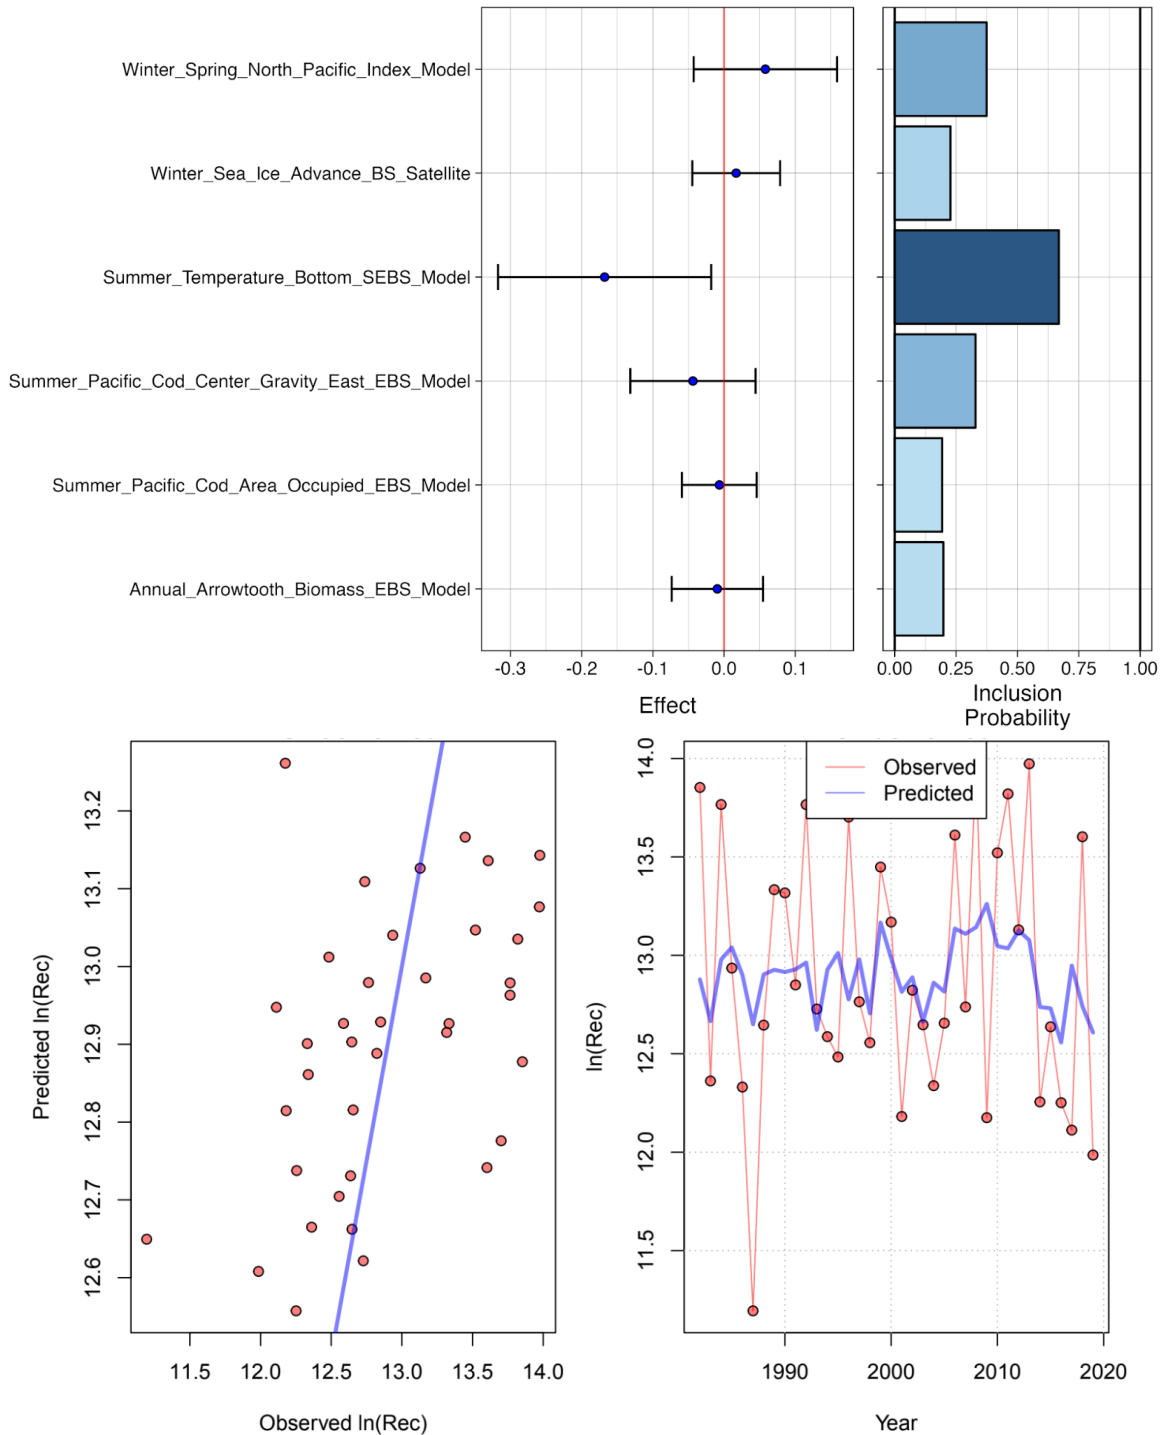 Winter_Spring_North_Pacific_Index_Model
Winter_Sea_Ice_Advance_BS_Satellite
Summer_Temperature_Bottom_SEBS_Model
Summer_Pacific_Cod_Center_Gravity_East_EBS_Model
Summer_Pacific_Cod_Area_Occupied_EBS_Model
Annual_Arrowtooth_Biomass_EBS_Model
-0.3 -0.2 -0.1 0.0 0.1
Effect
0.00 0.25 0.50 0.75 1.00
Inclusion
Probability
13.2
13.1
13.0
12.9
12.8
12.7
12.6
Predicted ln(Rec)
11.5 12.0 12.5 13.0 13.5 14.0
Observed ln(Rec)
Observed
Predicted
14.0
13.5
13.0
12.5
12.0
11.5
ln(Rec)
1990 2000 2010 2020
Year